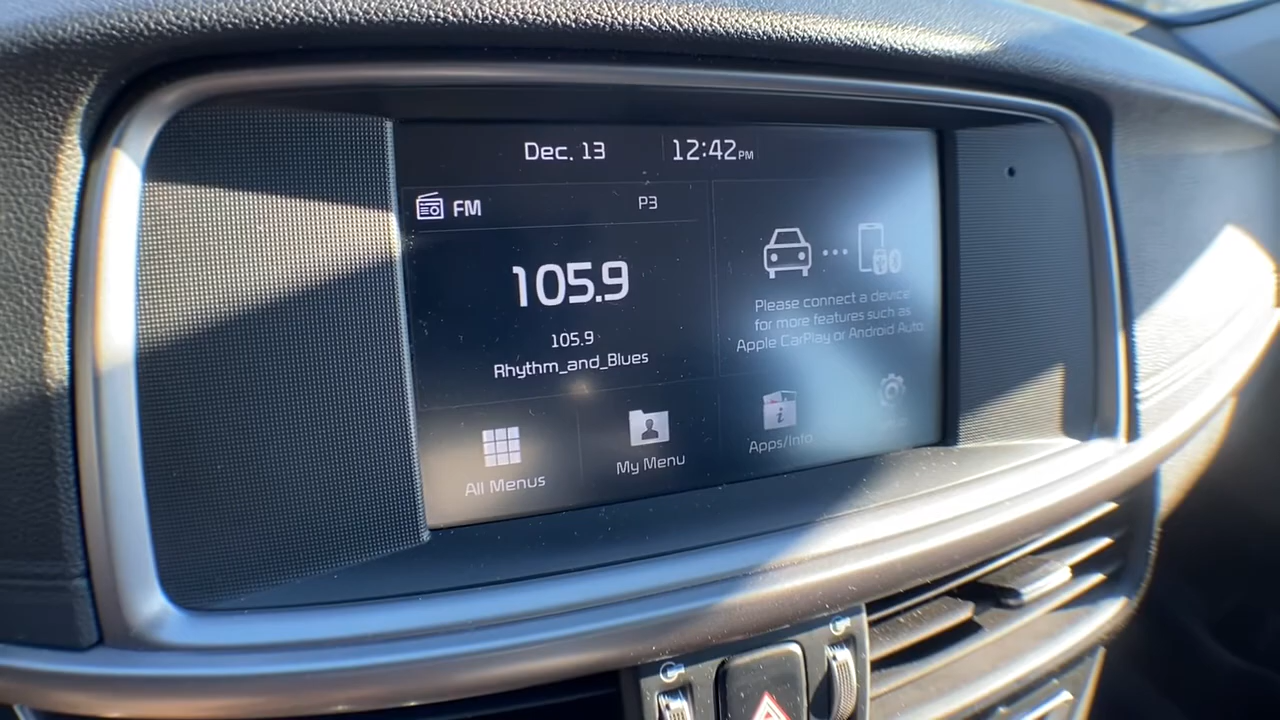 Dec. 13 12:42PM
FM P3
105.9
105.9
Rhythm_and_Blues
Please connect a device
for more features such as
Apple CarPlay or Android Auto.
All Menus
My Menu
Apps/Info